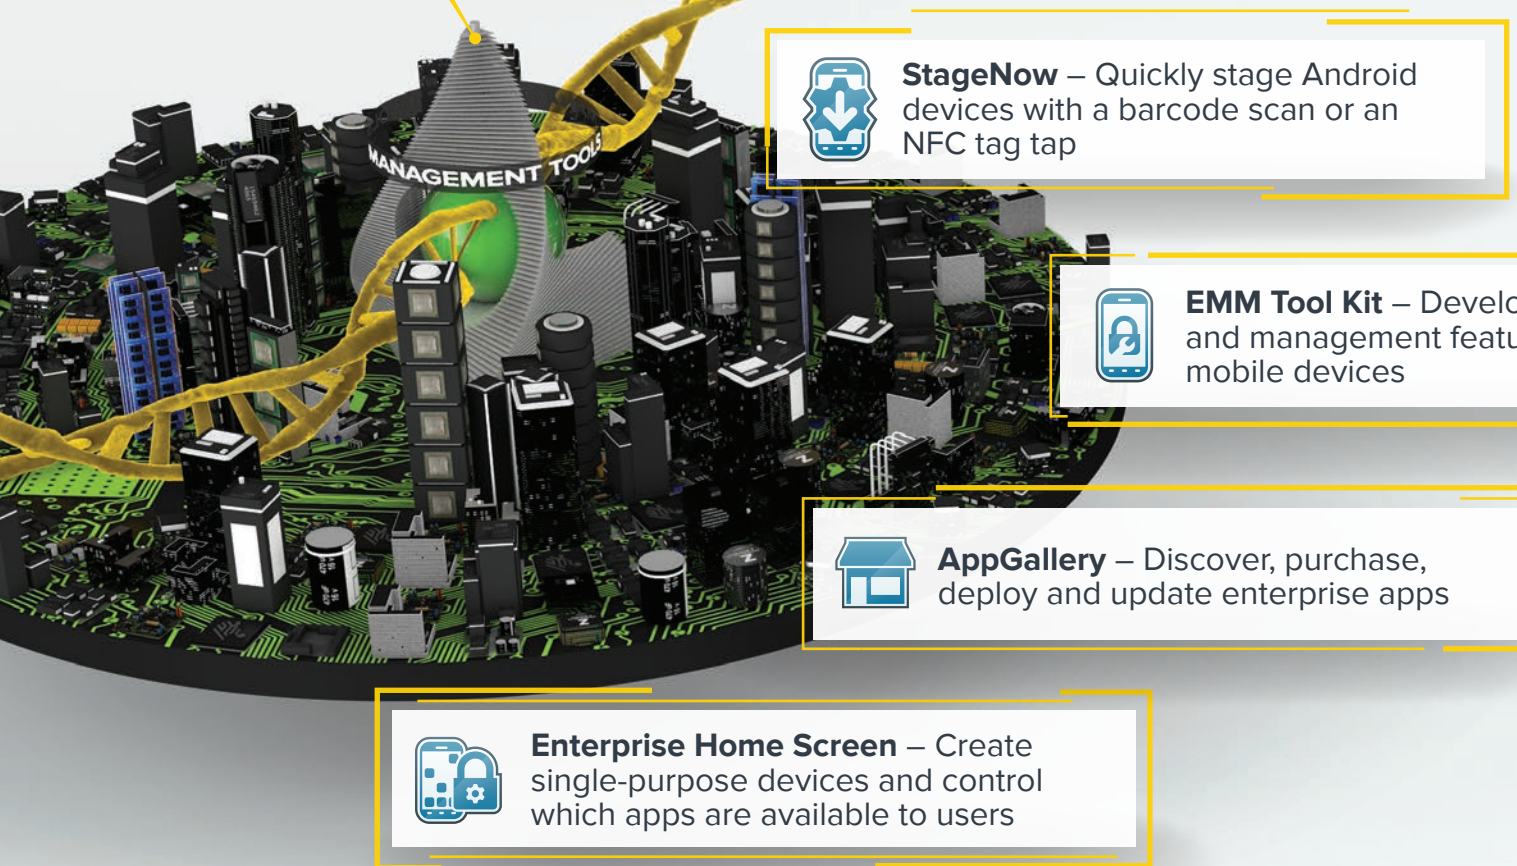 MANAGEMENT TOOLS
StageNow – Quickly stage Android
devices with a barcode scan or an
NFC tag tap
EMM Tool Kit – Develo
and management featu
mobile devices
AppGallery – Discover, purchase,
deploy and update enterprise apps
Enterprise Home Screen – Create
single-purpose devices and control
which apps are available to users